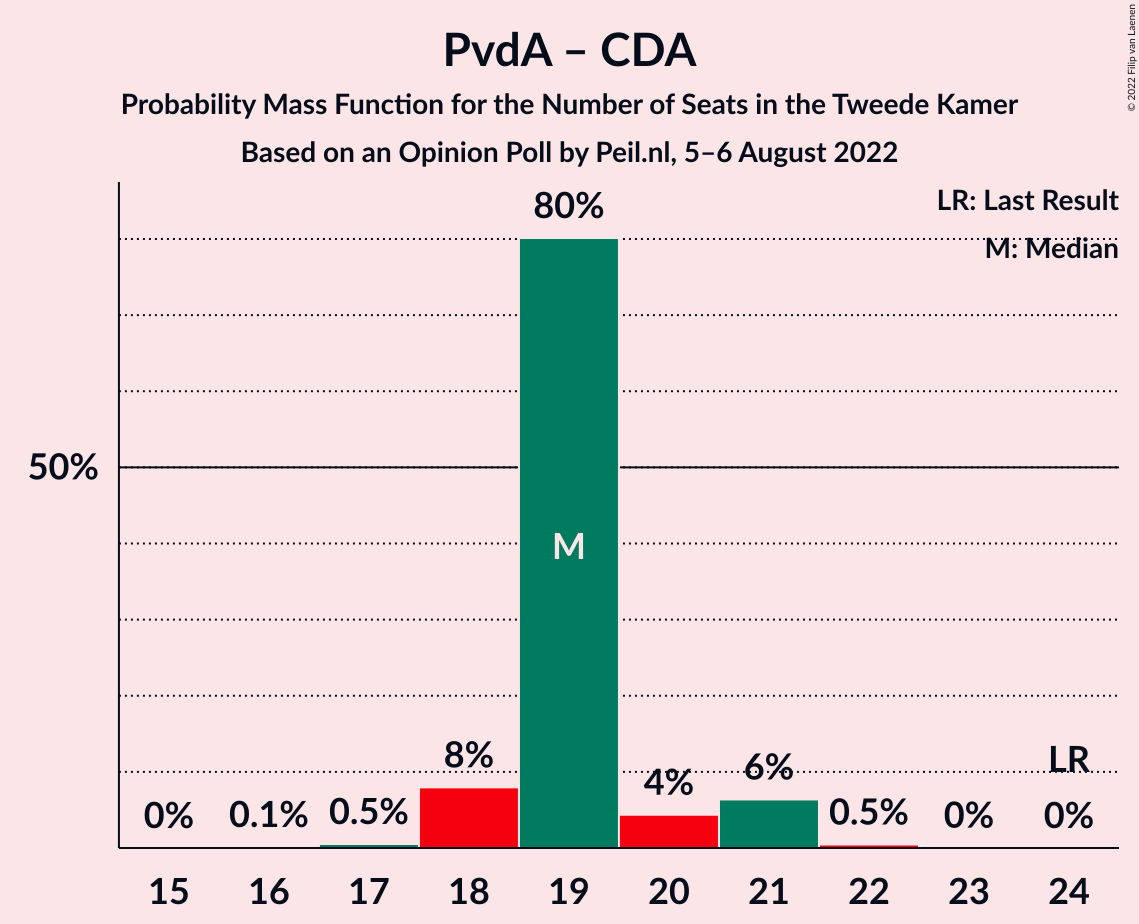 PvdA – CDA
Probability Mass Function for the Number of Seats in the Tweede Kamer
Based on an Opinion Poll by Peil.nl, 5–6 August 2022
© 2022 Filip van Laenen
LR: Last Result
M: Median
80%
50%
M
8%
4%
6%
LR
0%
0.1%
0.5%
0.5%
0%
0%
15 16 17 18 19 20 21 22 23 24